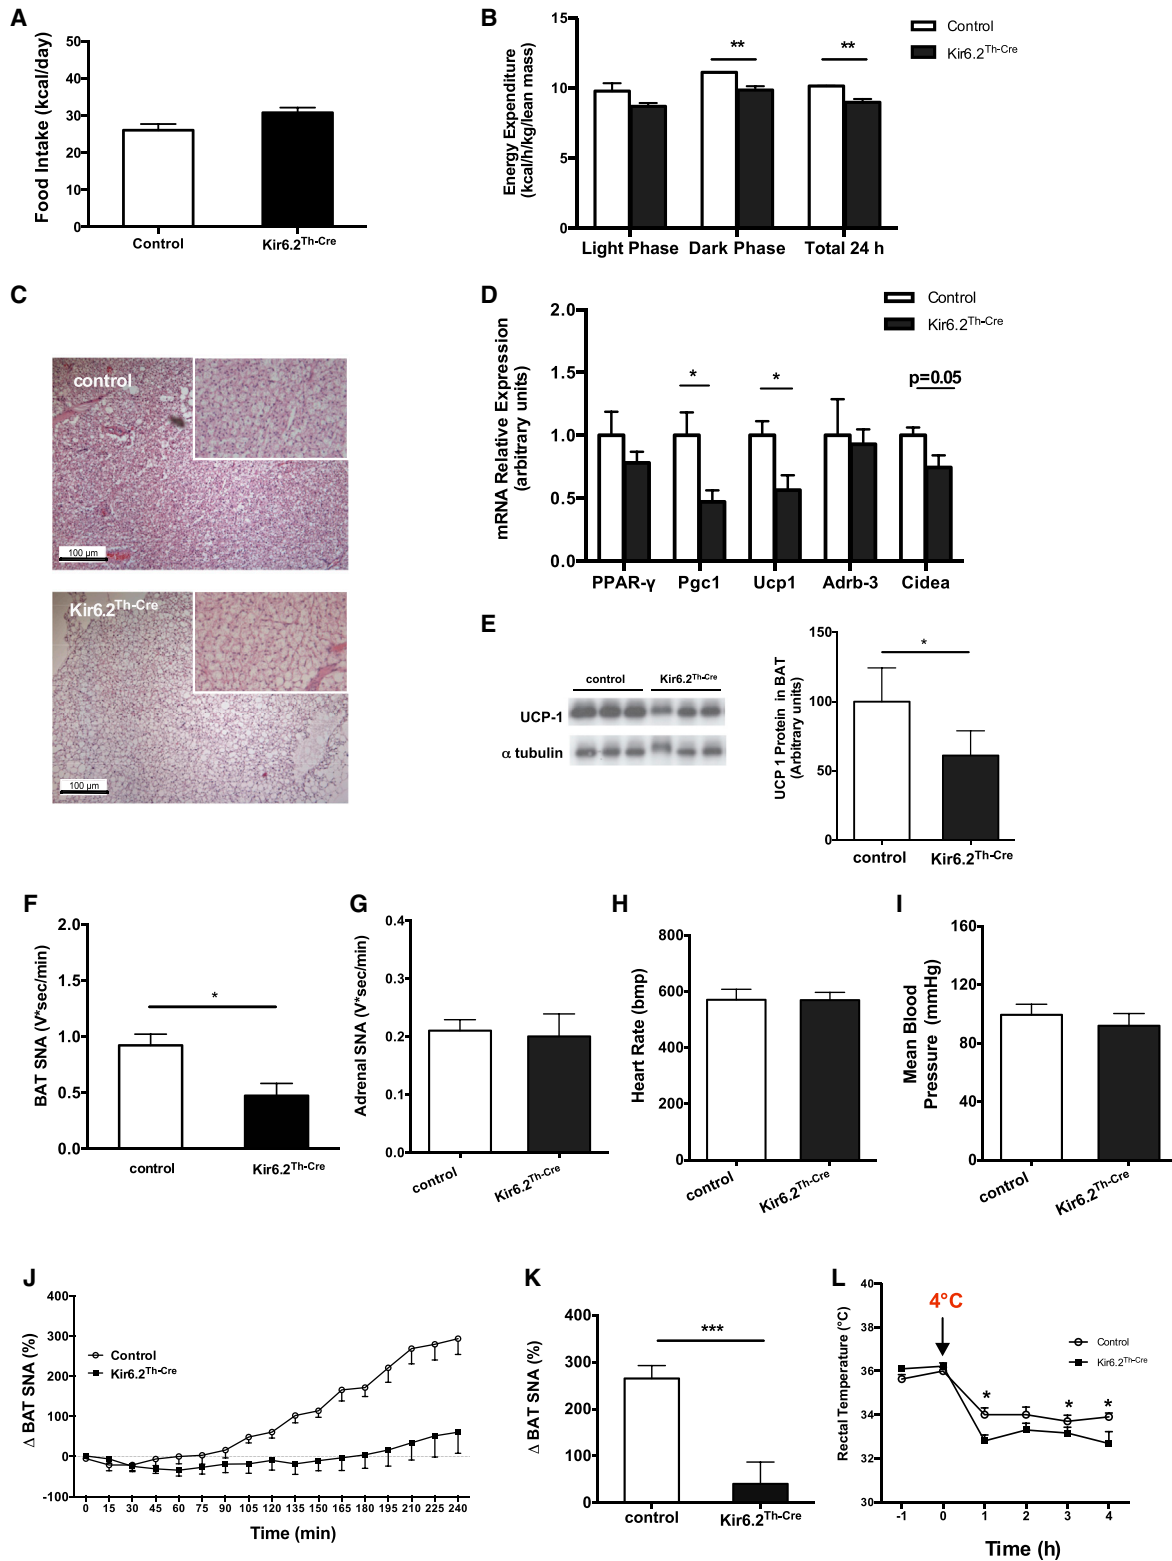 A
Food Intake (kcal/day)
50
40
30
20
10
0
Control
Kir6.2Th-Cre
B
Energy Expenditure
(kcal/h/kg/lean mass)
15
10
5
0
**
**
Control
Kir6.2Th-Cre
Light Phase
Dark Phase
Total 24 h
C
control
100 µm
Kir6.2Th-Cre
100 µm
D
mRNA Relative Expression
(arbitrary units)
2.0
1.5
1.0
0.5
0.0
*
*
p=0.05
Control
Kir6.2Th-Cre
PPAR-γ
Pgc1
Ucp1
Adrb-3
Cidea
E
control
Kir6.2Th-Cre
UCP-1
α tubulin
UCP 1 Protein in BAT
(Arbitrary units)
150
100
50
0
*
control
Kir6.2Th-Cre
F
BAT SNA (V*sec/min)
2.0
1.5
1.0
0.5
0.0
*
control
Kir6.2Th-Cre
G
Adrenal SNA (V*sec/min)
0.4
0.3
0.2
0.1
0.0
control
Kir6.2Th-Cre
H
Heart Rate (bmp)
800
600
400
200
0
control
Kir6.2Th-Cre
I
Mean Blood
Pressure (mmHg)
160
120
80
40
0
control
Kir6.2Th-Cre
J
Δ BAT SNA (%)
400
300
200
100
0
-100
Control
Kir6.2Th-Cre
0 15 30 45 60 75 90 105 120 135 150 165 180 195 210 225 240
Time (min)
K
Δ BAT SNA (%)
400
300
200
100
0
***
control
Kir6.2Th-Cre
L
Rectal Temperature (°C)
40
38
36
34
32
30
4°C
Control
Kir6.2Th-Cre
* * *
-1 0 1 2 3 4
Time (h)